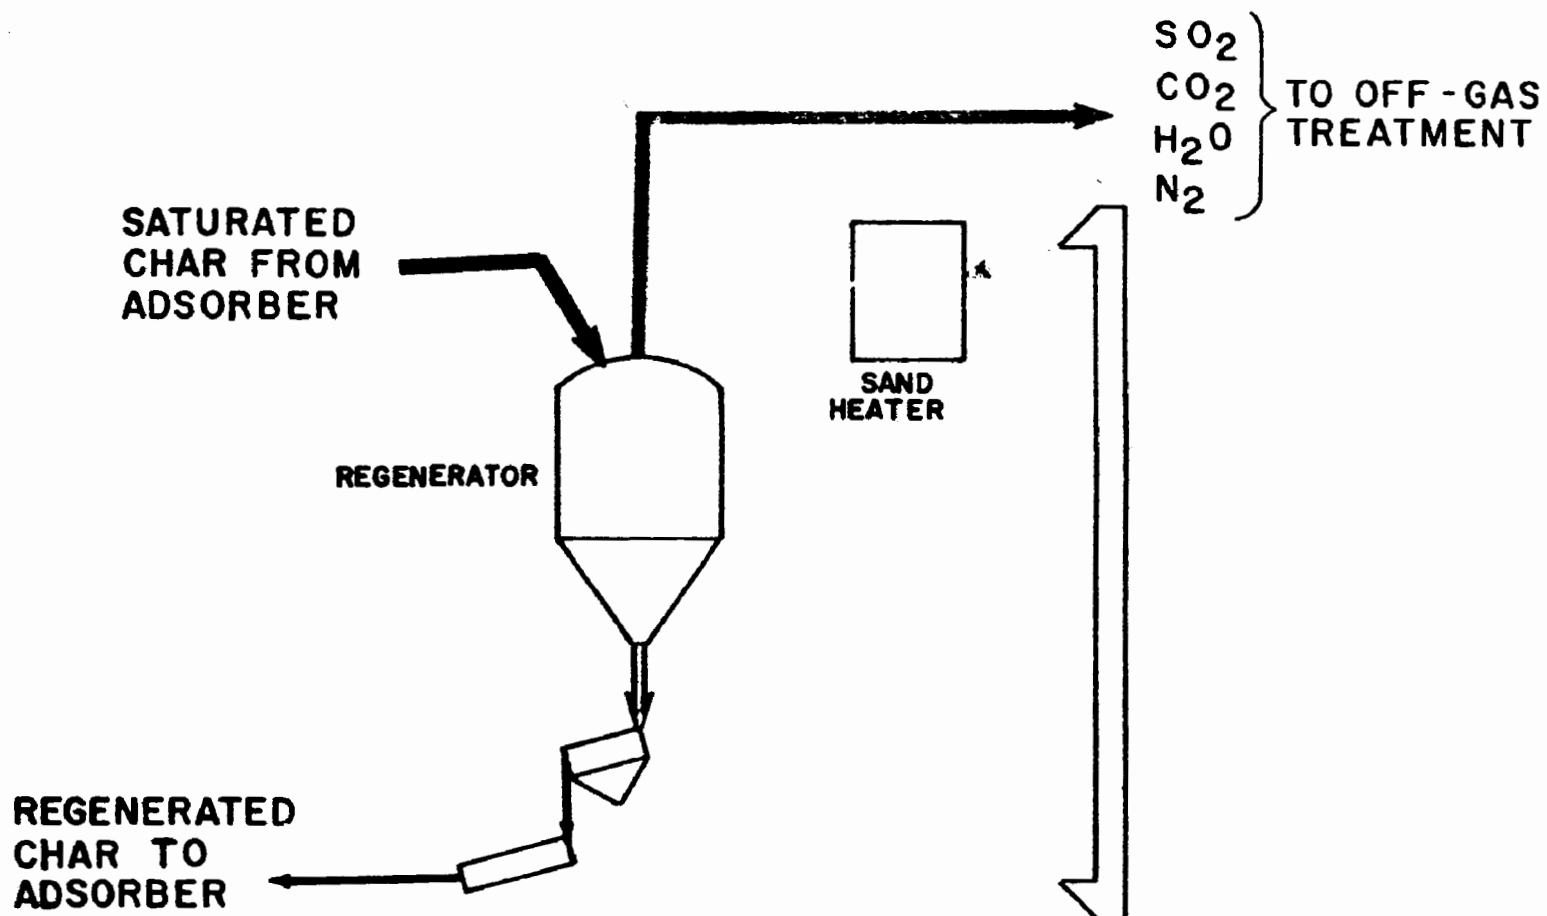 SO2
CO2
H2O
N2
TO OFF-GAS
TREATMENT
SATURATED
CHAR FROM
ADSORBER
SAND
HEATER
REGENERATOR
REGENERATED
CHAR TO
ADSORBER